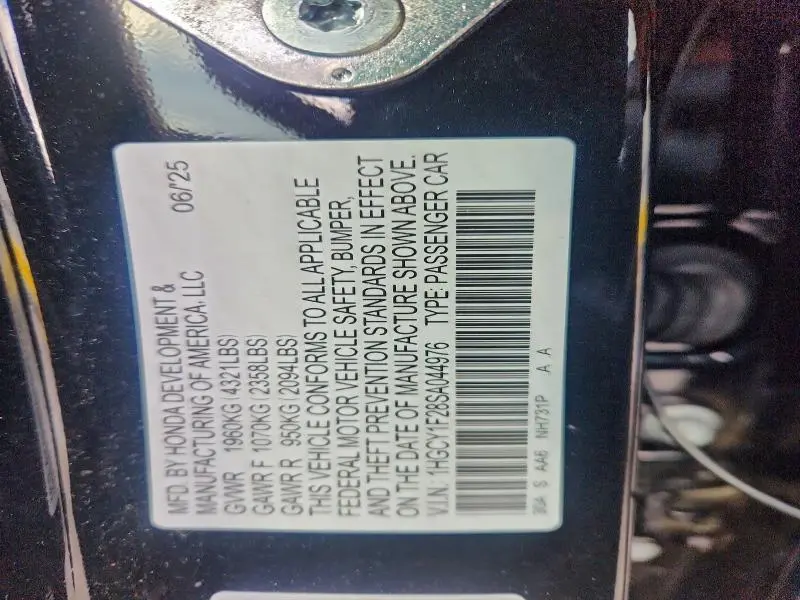 MFD. BY HONDA DEVELOPMENT & 06/'25
MANUFACTURING OF AMERICA, LLC
GVWR 1960KG(4321LBS)
GAWR F 1070KG(2358LBS)
GAWR R 950KG(2094LBS)
THIS VEHICLE CONFORMS TO ALL APPLICABLE
FEDERAL MOTOR VEHICLE SAFETY, BUMPER,
AND THEFT PREVENTION STANDARDS IN EFFECT
ON THE DATE OF MANUFACTURE SHOWN ABOVE.
V.I.N.: 1HGCY1F28SA044976 TYPE: PASSENGER CAR
S AA6 NH731P A A